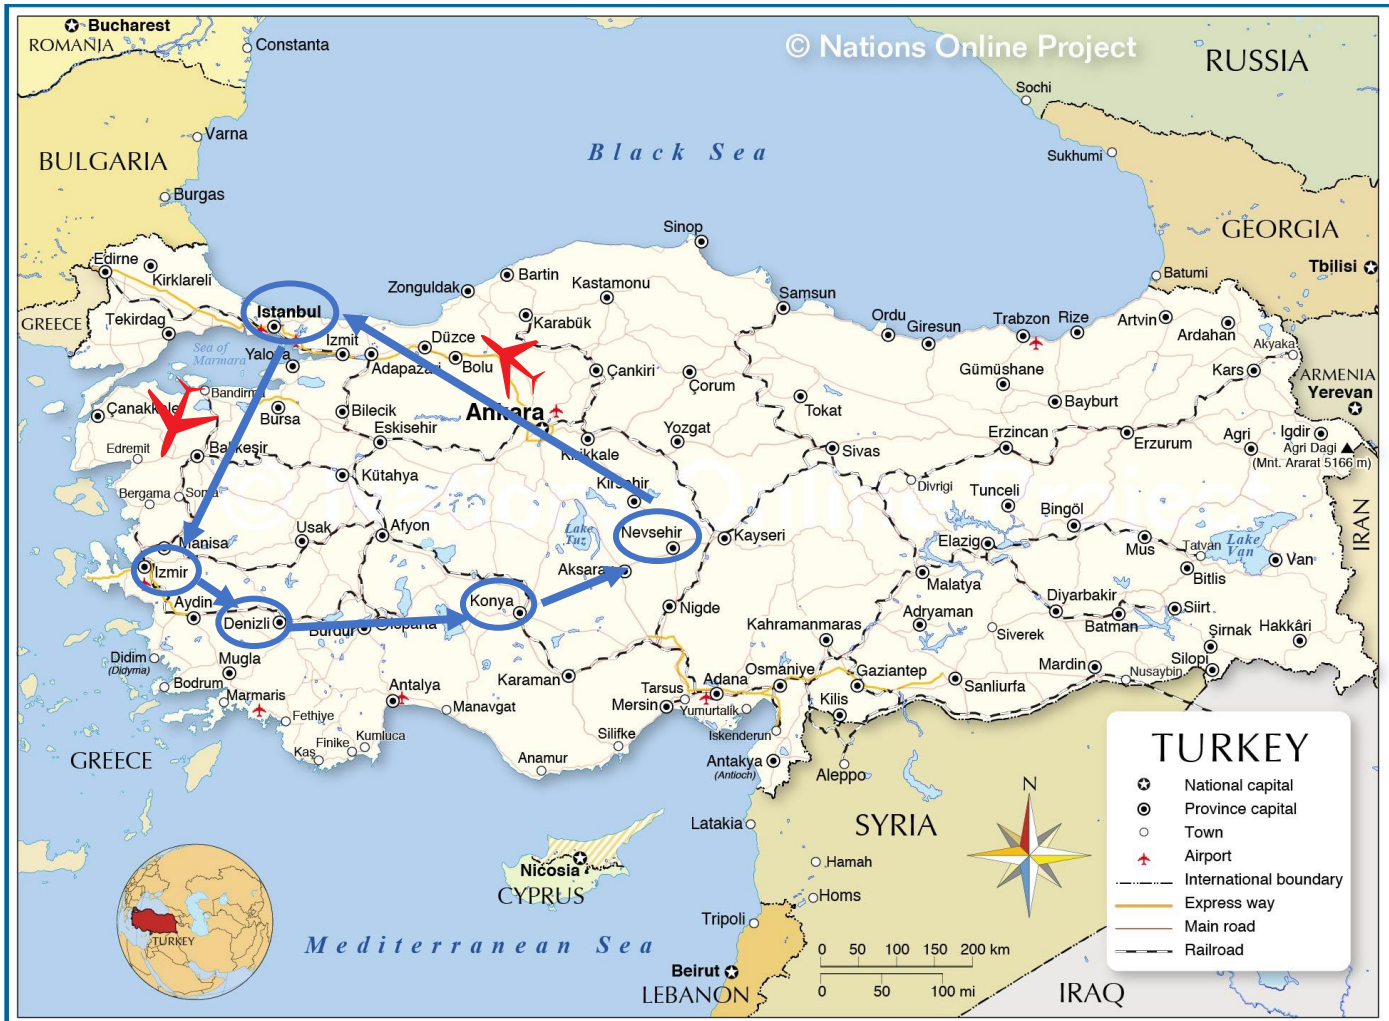 © Nations Online Project
Bucharest
ROMANJA
Constanta
RUSSIA
Sochi
Varna
BULGARIA
Black Sea
Sukhumi
Burgas
GEORGIA
Sinop
Tbilisi
Batumi
Edirne
Kirklareli
Bartin
Zonguldak
Kastamonu
Samsun
Istanbul
Tekirdag
GREECE
Karabük
Ordu
Giresun
Trabzon
Rize
Artvin
Ardahan
Akyaka
Sea of
Marmara
Yalova
Izmit
Düzce
Adapazari
Bolu
Çankiri
Çorum
Gümüshane
Kars
ARMENIA
Yerevan
Bandirma
Çanakkale
Bursa
Bilecik
Ankara
Tokat
Bayburt
Eskisehir
Yozgat
Erzincan
Erzurum
Agri
Igdir
Agri Dagi
(Mnt. Ararat 5166 m)
Edremit
Balikesir
Kirikkale
Sivas
Kütahya
Kirsehir
Divrigi
Tunceli
Bergama
Soma
Bingöl
IRAN
Usak
Afyon
Lake
Tuz
Nevsehir
Kayseri
Elazig
Mus
Tatvan
Lake
Van
Van
Manisa
Izmir
Aksaray
Malatya
Bitlis
Aydin
Denizli
Konya
Nigde
Adryaman
Diyarbakir
Batman
Siirt
Burdur
Isparta
Kahramanmaras
Siverek
Şirnak
Hakkâri
Didim
(Didyma)
Mugla
Bodrum
Marmaris
Antalya
Karaman
Osmaniye
Gaziantep
Mardin
Nusaybin
Silopi
Tarsus
Adana
Sanliurfa
Mersin
Yumurtalik
Kilis
Manavgat
Fethiye
Kumluca
Finike
Kaş
Silifke
Iskenderun
GREECE
Anamur
Antakya
(Antioch)
Aleppo
TURKEY
National capital
Province capital
Town
Airport
International boundary
Express way
Main road
Railroad
N
Latakia
SYRIA
Nicosia
CYPRUS
Hamah
Homs
Tripoli
TURKEY
Mediterranean Sea
Beirut
LEBANON
0 50 100 150 200 km
0 50 100 mi
IRAQ